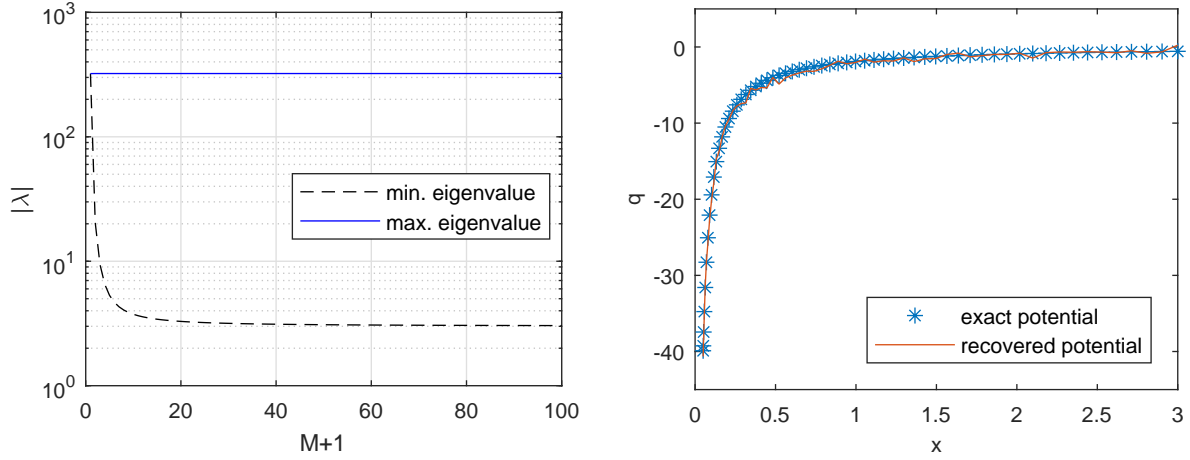 10^3
10^2
10^1
10^0
|λ|
min. eigenvalue
max. eigenvalue
0 20 40 60 80 100
M+1
0
-10
-20
-30
-40
q
exact potential
recovered potential
0 0.5 1 1.5 2 2.5 3
x